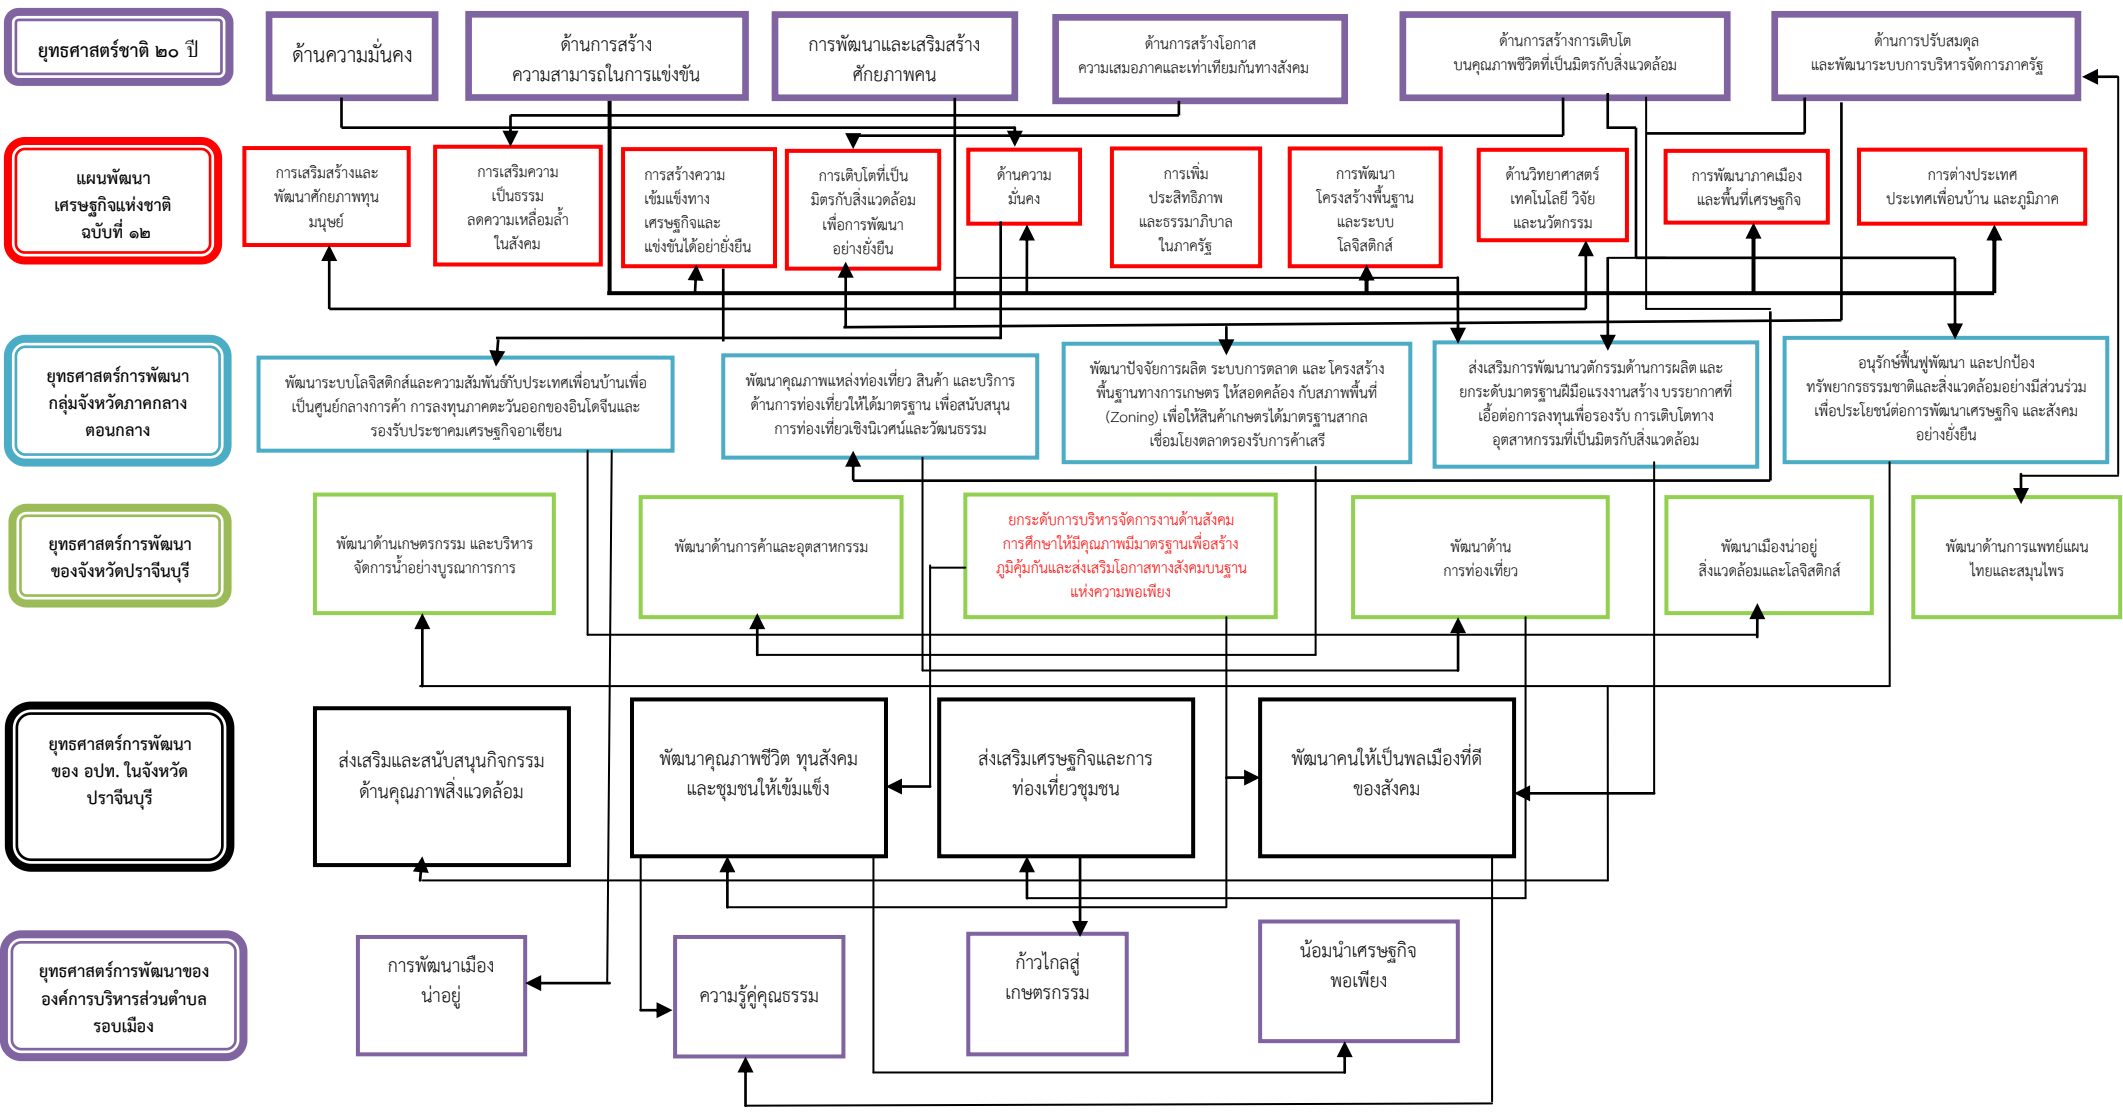 ยุทธศาสตร์ชาติ ๒๐ ปี
ด้านความมั่นคง
ด้านการสร้าง
ความสามารถในการแข่งขัน
การพัฒนาและเสริมสร้าง
ศักยภาพคน
ด้านการสร้างโอกาส
ความเสมอภาคและเท่าเทียมกันทางสังคม
ด้านการสร้างการเติบโต
บนคุณภาพชีวิตที่เป็นมิตรกับสิ่งแวดล้อม
ด้านการปรับสมดุล
และพัฒนาระบบการบริหารจัดการภาครัฐ
แผนพัฒนา
เศรษฐกิจแห่งชาติ
ฉบับที่ ๑๒
การเสริมสร้างและ
พัฒนาศักยภาพทุน
มนุษย์
การเสริมความ
เป็นธรรม
ลดความเหลื่อมล้ำ
ในสังคม
การสร้างความ
เข้มแข็งทาง
เศรษฐกิจและ
แข่งขันได้อย่ายั่งยืน
การเติบโตที่เป็น
มิตรกับสิ่งแวดล้อม
เพื่อการพัฒนา
อย่างยั่งยืน
ด้านความ
มั่นคง
การเพิ่ม
ประสิทธิภาพ
และธรรมาภิบาล
ในภาครัฐ
การพัฒนา
โครงสร้างพื้นฐาน
และระบบ
โลจิสติกส์
ด้านวิทยาศาสตร์
เทคโนโลยี วิจัย
และนวัตกรรม
การพัฒนาภาคเมือง
และพื้นที่เศรษฐกิจ
การต่างประเทศ
ประเทศเพื่อนบ้าน และภูมิภาค
ยุทธศาสตร์การพัฒนา
กลุ่มจังหวัดภาคกลาง
ตอนกลาง
พัฒนาระบบโลจิสติกส์และความสัมพันธ์กับประเทศเพื่อนบ้านเพื่อ
เป็นศูนย์กลางการค้า การลงทุนภาคตะวันออกของอินโดจีนและ
รองรับประชาคมเศรษฐกิจอาเซียน
พัฒนาคุณภาพแหล่งท่องเที่ยว สินค้า และบริการ
ด้านการท่องเที่ยวให้ได้มาตรฐาน เพื่อสนับสนุน
การท่องเที่ยวเชิงนิเวศน์และวัฒนธรรม
พัฒนาปัจจัยการผลิต ระบบการตลาด และโครงสร้าง
พื้นฐานทางการเกษตร ให้สอดคล้อง กับสภาพพื้นที่
(Zoning) เพื่อให้สินค้าเกษตรได้มาตรฐานสากล
เชื่อมโยงตลาดรองรับการค้าเสรี
ส่งเสริมการพัฒนานวัตกรรมด้านการผลิต และ
ยกระดับมาตรฐานฝีมือแรงงานสร้าง บรรยากาศที่
เอื้อต่อการลงทุนเพื่อรองรับ การเติบโตทาง
อุตสาหกรรมที่เป็นมิตรกับสิ่งแวดล้อม
อนุรักษ์ฟื้นฟูพัฒนา และปกป้อง
ทรัพยากรธรรมชาติและสิ่งแวดล้อมอย่างมีส่วนร่วม
เพื่อประโยชน์ต่อการพัฒนาเศรษฐกิจ และสังคม
อย่างยั่งยืน
ยุทธศาสตร์การพัฒนา
ของจังหวัดปราจีนบุรี
พัฒนาด้านเกษตรกรรม และบริหาร
จัดการน้ำอย่างบูรณาการการ
พัฒนาด้านการค้าและอุตสาหกรรม
ยกระดับการบริหารจัดการงานด้านสังคม
การศึกษาให้มีคุณภาพมีมาตรฐานเพื่อสร้าง
ภูมิคุ้มกันและส่งเสริมโอกาสทางสังคมบนฐาน
แห่งความพอเพียง
พัฒนาด้าน
การท่องเที่ยว
พัฒนาเมืองน่าอยู่
สิ่งแวดล้อมและโลจิสติกส์
พัฒนาด้านการแพทย์แผน
ไทยและสมุนไพร
ยุทธศาสตร์การพัฒนา
ของ อปท. ในจังหวัด
ปราจีนบุรี
ส่งเสริมและสนับสนุนกิจกรรม
ด้านคุณภาพสิ่งแวดล้อม
พัฒนาคุณภาพชีวิต ทุนสังคม
และชุมชนให้เข้มแข็ง
ส่งเสริมเศรษฐกิจและการ
ท่องเที่ยวชุมชน
พัฒนาคนให้เป็นพลเมืองที่ดี
ของสังคม
ยุทธศาสตร์การพัฒนาของ
องค์การบริหารส่วนตำบล
รอบเมือง
การพัฒนาเมือง
น่าอยู่
ความรู้คู่คุณธรรม
ก้าวไกลสู่
เกษตรกรรม
น้อมนำเศรษฐกิจ
พอเพียง